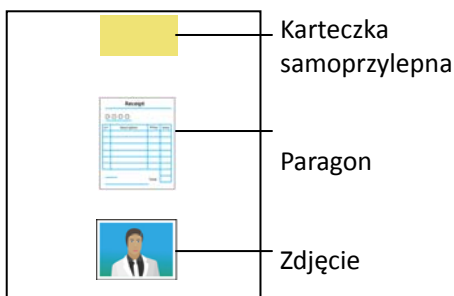 Karteczka
samoprzylepna
Receipt
Paragon
Zdjęcie